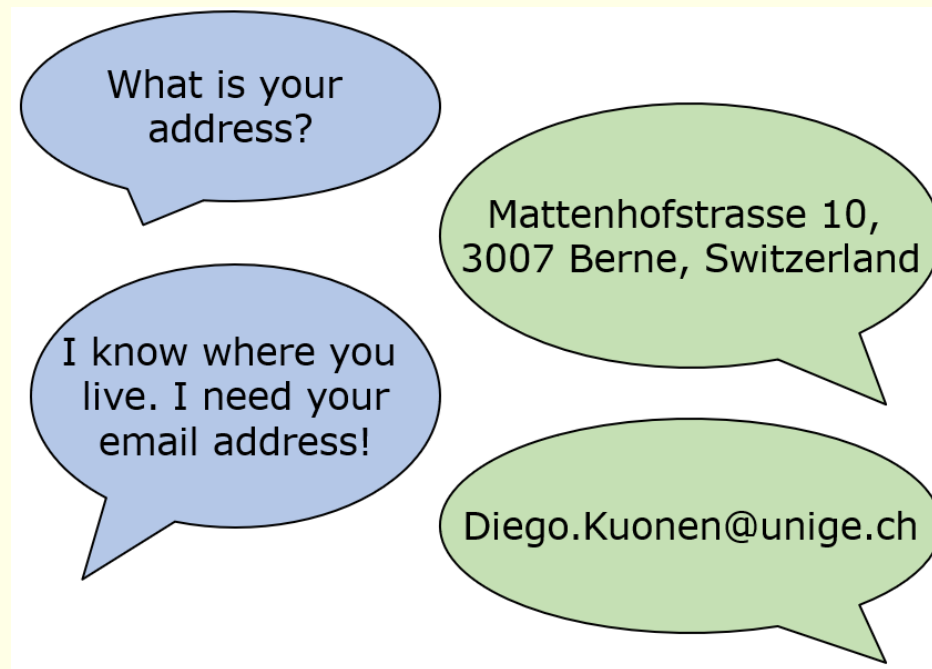 What is your
address?
Mattenhofstrasse 10,
3007 Berne, Switzerland
I know where you
live. I need your
email address!
Diego.Kuonen@unige.ch